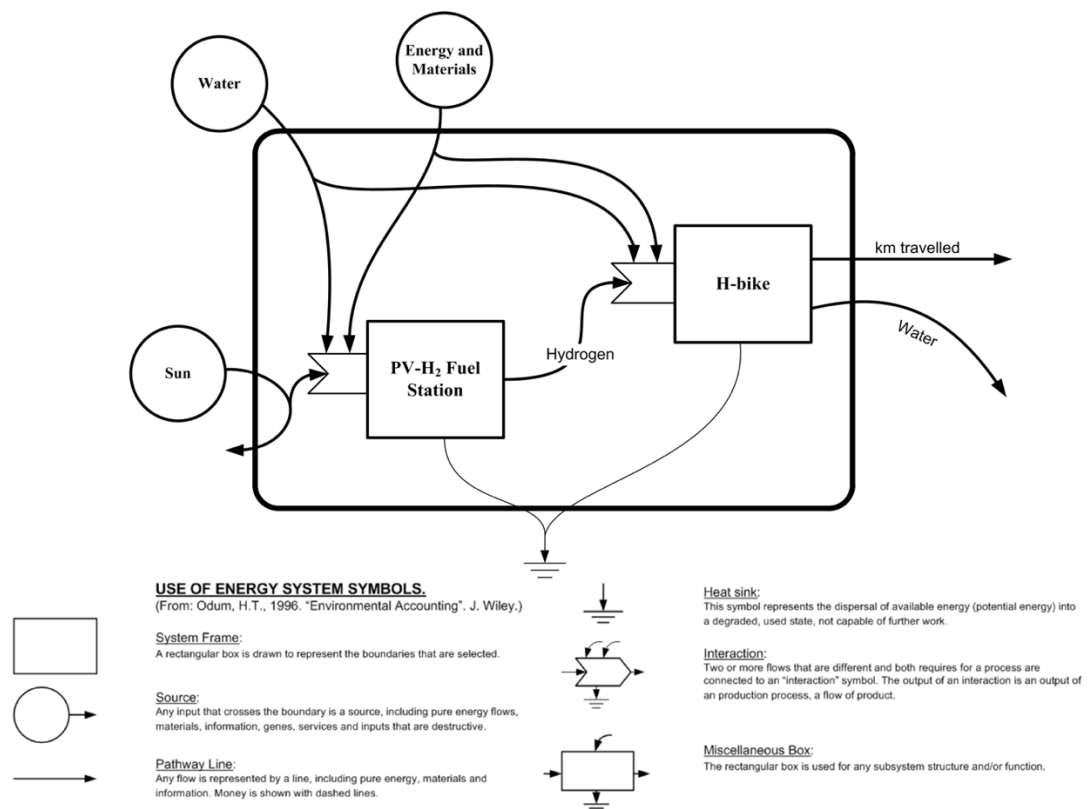 Water
Energy and
Materials
km travelled
H-bike
Water
Hydrogen
PV-H₂ Fuel
Station
Sun
USE OF ENERGY SYSTEM SYMBOLS.
(From: Odum, H.T., 1996. "Environmental Accounting". J. Wiley.)
System Frame:
A rectangular box is drawn to represent the boundaries that are selected.
Source:
Any input that crosses the boundary is a source, including pure energy flows,
materials, information, genes, services and inputs that are destructive.
Pathway Line:
Any flow is represented by a line, including pure energy, materials and
information. Money is shown with dashed lines.
Heat sink:
This symbol represents the dispersal of available energy (potential energy) into
a degraded, used state, not capable of further work.
Interaction:
Two or more flows that are different and both requires for a process are
connected to an "interaction" symbol. The output of an interaction is an output of
an production process, a flow of product.
Miscellaneous Box:
The rectangular box is used for any subsystem structure and/or function.